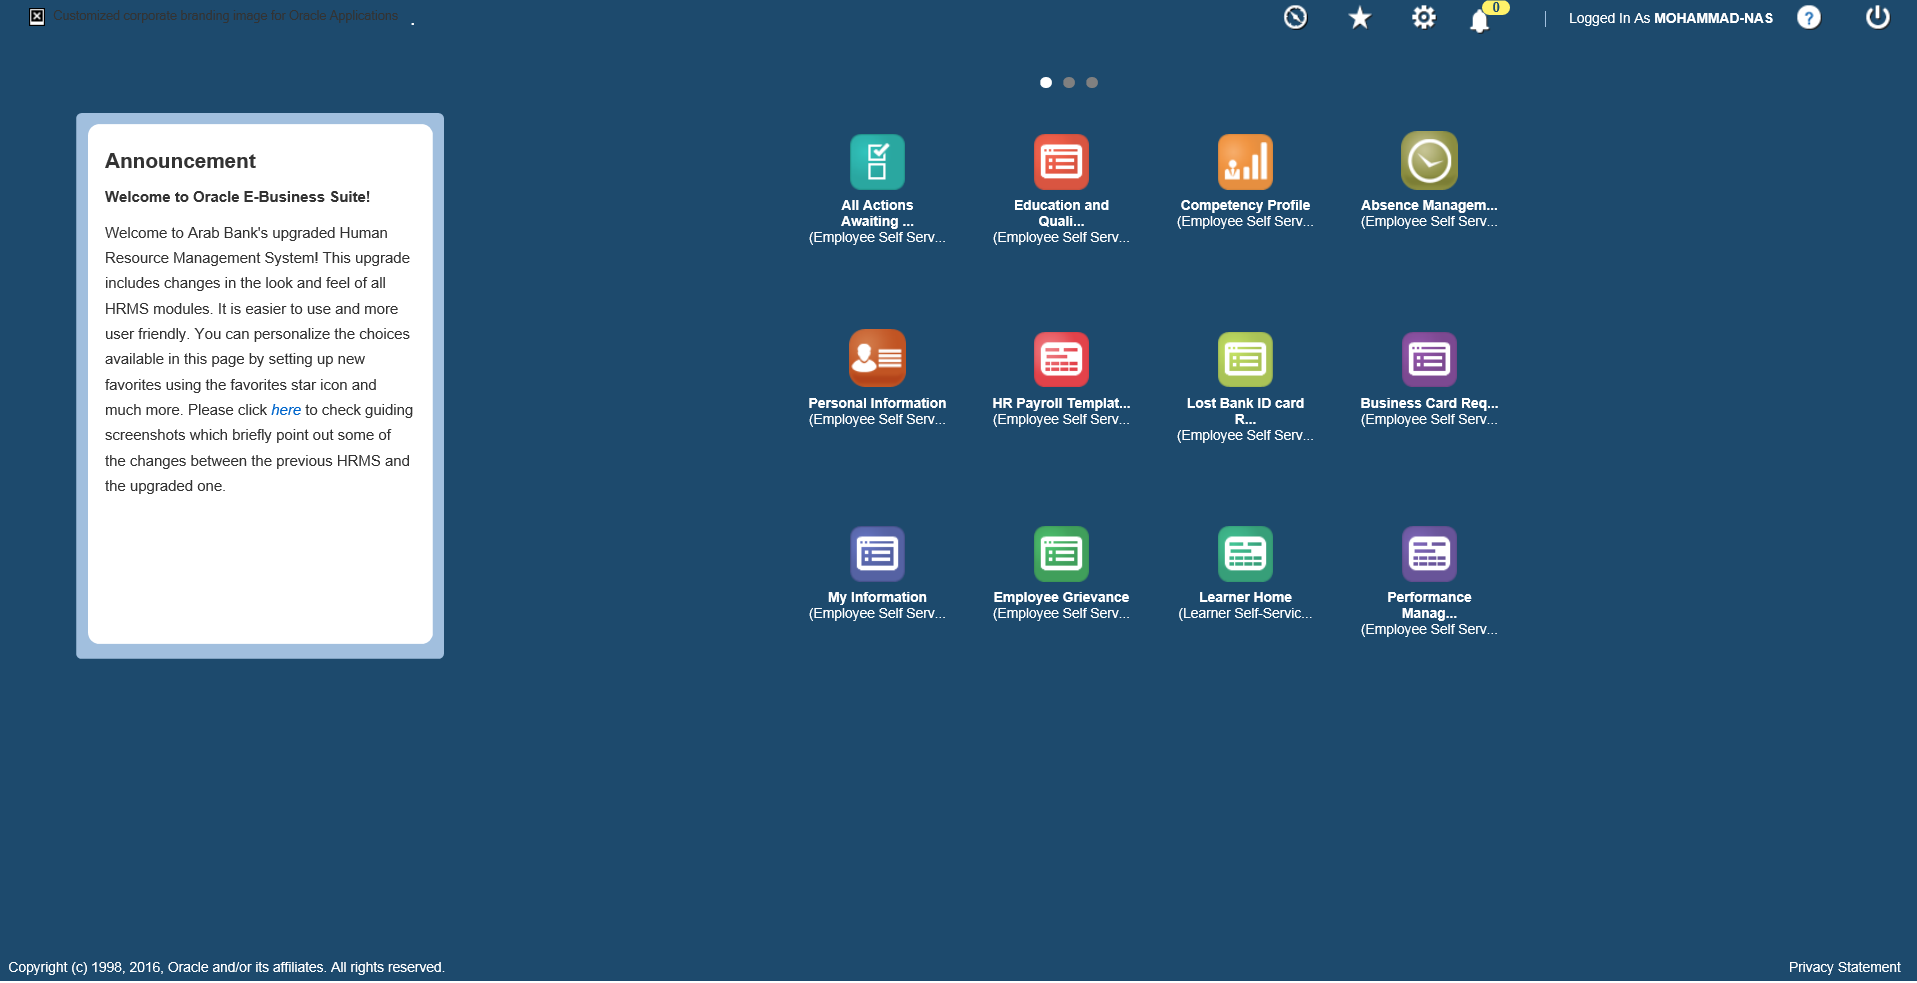 Customized corporate branding image for Oracle Applications
0
Logged In As MOHAMMAD-NAS
?
Announcement
Welcome to Oracle E-Business Suite!
Welcome to Arab Bank's upgraded Human
Resource Management System! This upgrade
includes changes in the look and feel of all
HRMS modules. It is easier to use and more
user friendly. You can personalize the choices
available in this page by setting up new
favorites using the favorites star icon and
much more. Please click here to check guiding
screenshots which briefly point out some of
the changes between the previous HRMS and
the upgraded one.
All Actions
Awaiting ...
(Employee Self Serv...
Education and
Quali...
(Employee Self Serv...
Competency Profile
(Employee Self Serv...
Absence Managem...
(Employee Self Serv...
Personal Information
(Employee Self Serv...
HR Payroll Templat...
(Employee Self Serv...
Lost Bank ID card
R...
(Employee Self Serv...
Business Card Req...
(Employee Self Serv...
My Information
(Employee Self Serv...
Employee Grievance
(Employee Self Serv...
Learner Home
(Learner Self-Servic...
Performance
Manag...
(Employee Self Serv...
Copyright (c) 1998, 2016, Oracle and/or its affiliates. All rights reserved.
Privacy Statement